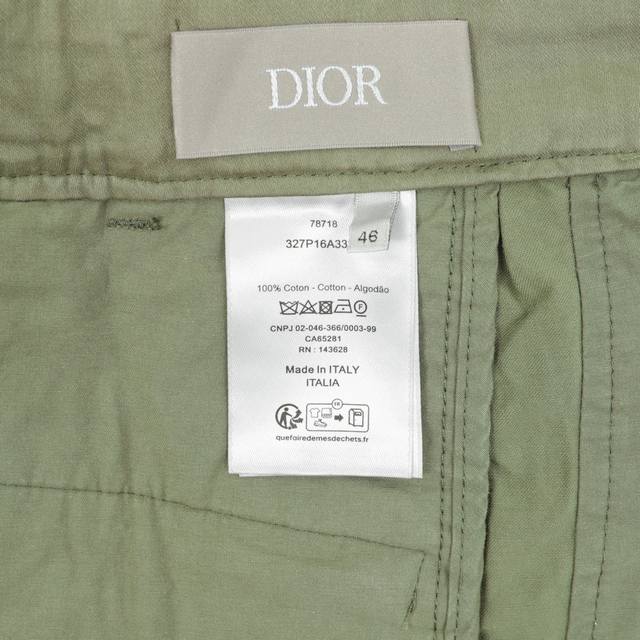 DIOR
78718
327P16A33
46
100% Coton - Cotton - Algodão
CNPJ 02-046-366/0003-99
CA65281
RN : 143628
Made in ITALY
ITALIA
FR
quefairedemesdechets.fr